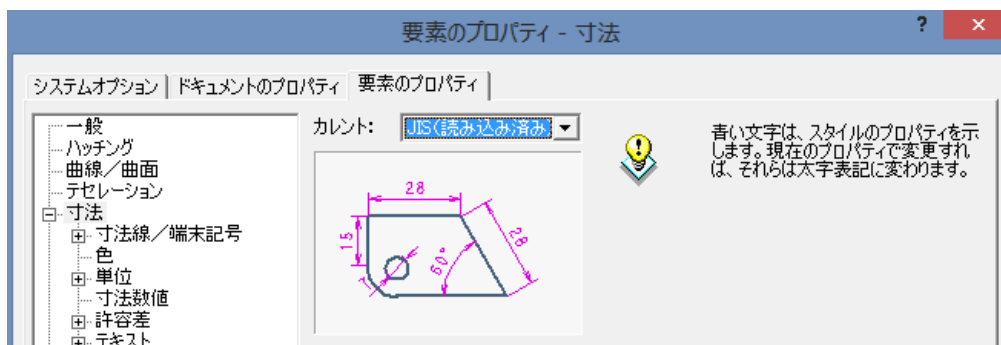 要素のプロパティ - 寸法
? ×
システムオプション ドキュメントのプロパティ 要素のプロパティ
一般
ハッチング
曲線／曲面
テセレーション
寸法
寸法線／端末記号
色
単位
寸法数値
許容差
テキスト
カレント: JIS(読み込み済み
28
15
28
60°
7
青い文字は、スタイルのプロパティを示
します。現在のプロパティで変更すれ
ば、それらは太字表記に変わります。